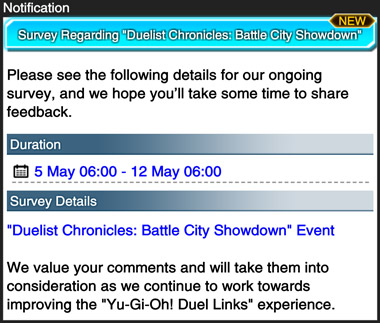 Notification
NEW
Survey Regarding "Duelist Chronicles: Battle City Showdown"
Please see the following details for our ongoing
survey, and we hope you'll take some time to share
feedback.
Duration
5 May 06:00 - 12 May 06:00
Survey Details
"Duelist Chronicles: Battle City Showdown" Event
We value your comments and will take them into
consideration as we continue to work towards
improving the "Yu-Gi-Oh! Duel Links" experience.